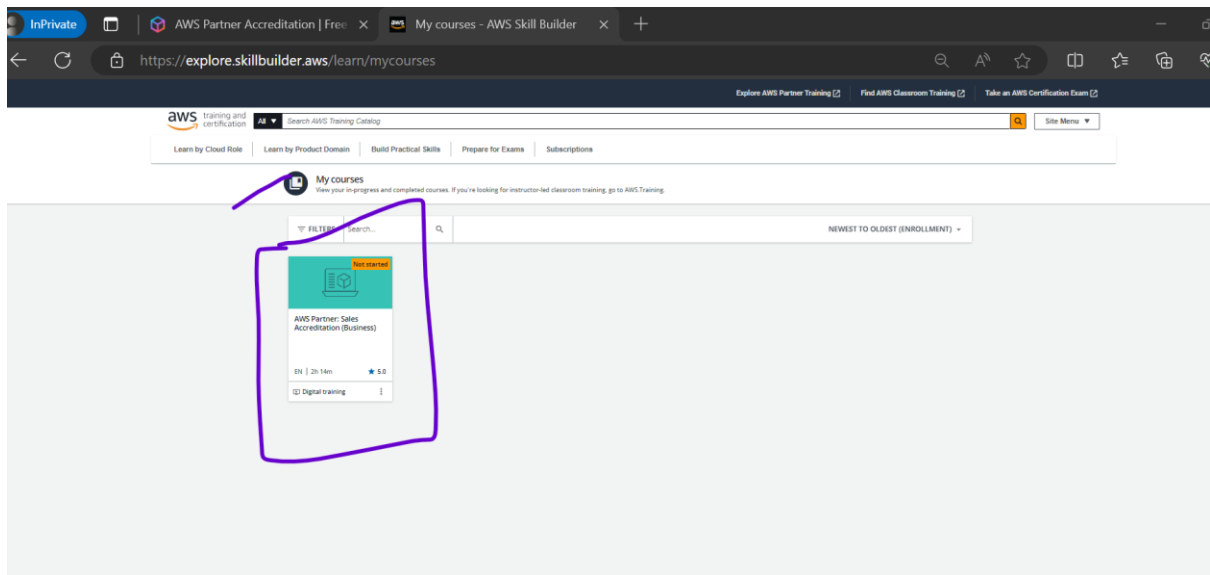 InPrivate
AWS Partner Accreditation | Free
My courses - AWS Skill Builder
https://explore.skillbuilder.aws/learn/mycourses
Explore AWS Partner Training
Find AWS Classroom Training
Take an AWS Certification Exam
aws training and certification
All
Search AWS Training Catalog
Site Menu
Learn by Cloud Role
Learn by Product Domain
Build Practical Skills
Prepare for Exams
Subscriptions
My courses
View your in-progress and completed courses. If you're looking for instructor-led classroom training, go to AWS.Training.
FILTERS
Search...
NEWEST TO OLDEST (ENROLLMENT)
Not started
AWS Partner: Sales
Accreditation (Business)
EN | 2h 14m
5.0
Digital training